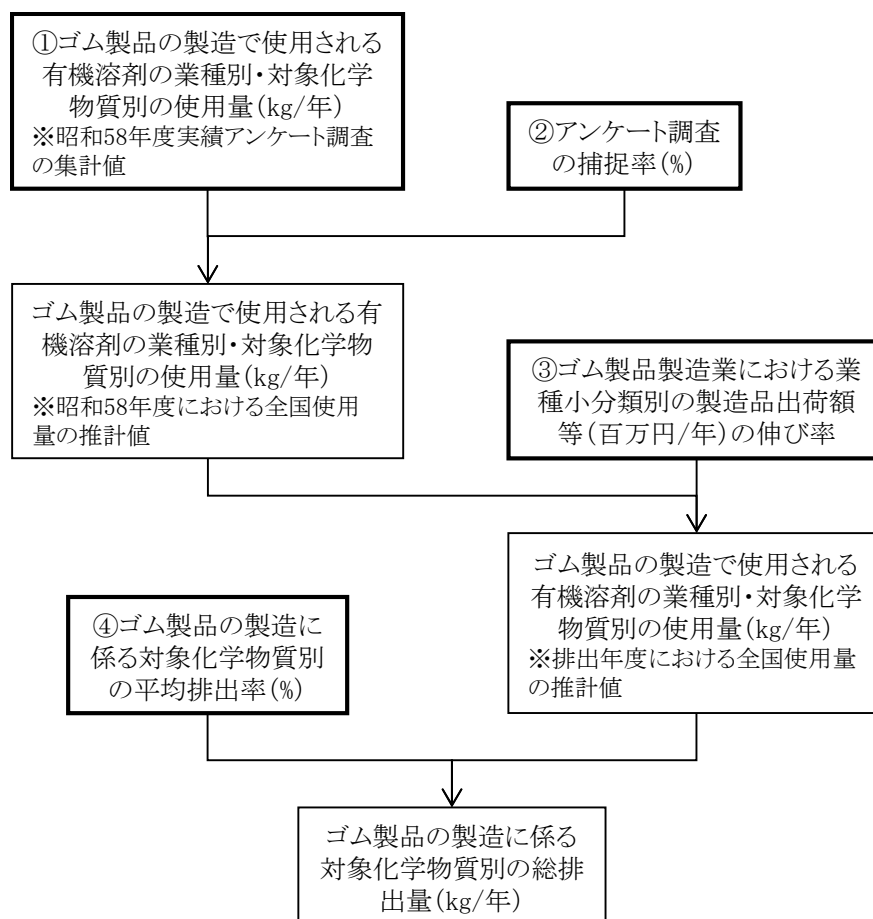 ①ゴム製品の製造で使用される
有機溶剤の業種別・対象化学
物質別の使用量(kg/年)
※昭和58年度実績アンケート調査
の集計値
②アンケート調査
の捕捉率(%)
ゴム製品の製造で使用される有
機溶剤の業種別・対象化学物
質別の使用量(kg/年)
※昭和58年度における全国使用
量の推計値
③ゴム製品製造業における業
種小分類別の製造品出荷額
等(百万円/年)の伸び率
ゴム製品の製造で使用される
有機溶剤の業種別・対象化学
物質別の使用量(kg/年)
※排出年度における全国使用量
の推計値
④ゴム製品の製造に
係る対象化学物質別
の平均排出率(%)
ゴム製品の製造に係る
対象化学物質別の総排
出量(kg/年)